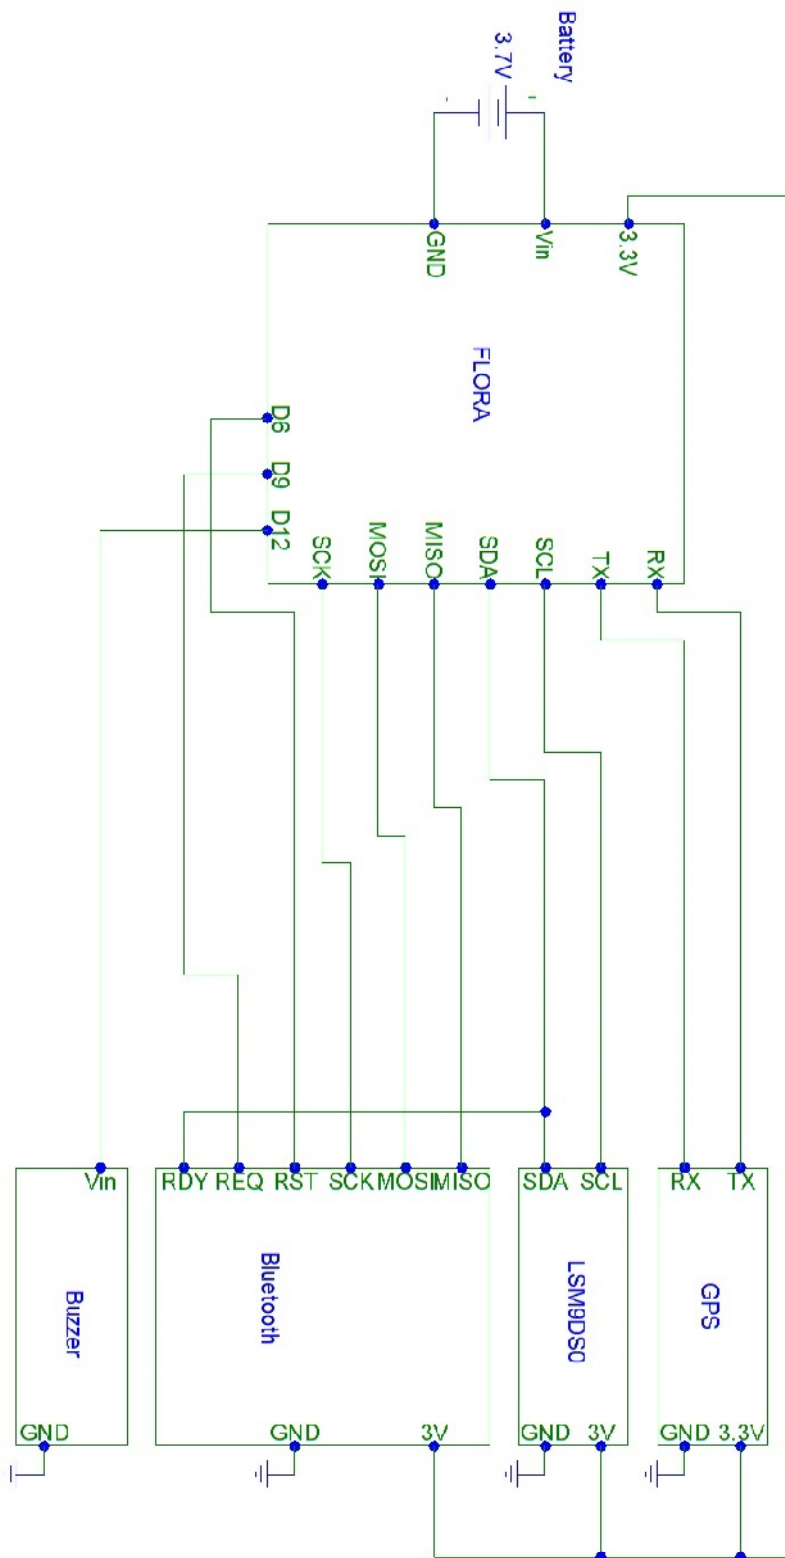 Battery
3.7V
- -
GND Vin 3.3V
FLORA
D6
D9
D12
SCK MOSI MISO SDA SCL TX RX
Vin RDY REQ RST SCK MOSI MISO SDA SCL RX TX
Buzzer Bluetooth LSM9DS0 GPS
GND GND 3V GND 3V GND 3.3V